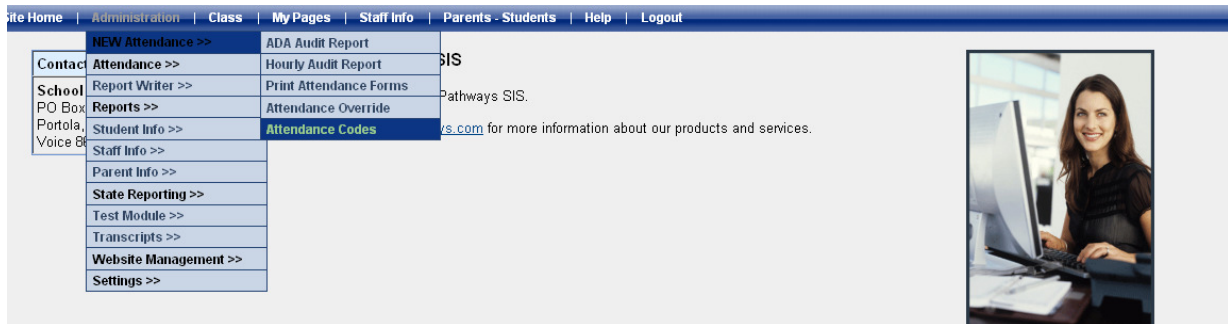 Site Home | Administration | Class | My Pages | Staff Info | Parents - Students | Help | Logout
NEW Attendance >>
Attendance >>
Report Writer >>
Reports >>
Student Info >>
Staff Info >>
Parent Info >>
State Reporting >>
Test Module >>
Transcripts >>
Website Management >>
Settings >>
ADA Audit Report
Hourly Audit Report
Print Attendance Forms
Attendance Override
Attendance Codes
Contact
School
PO Box
Portola,
Voice 8
SIS
Pathways SIS.
ys.com for more information about our products and services.